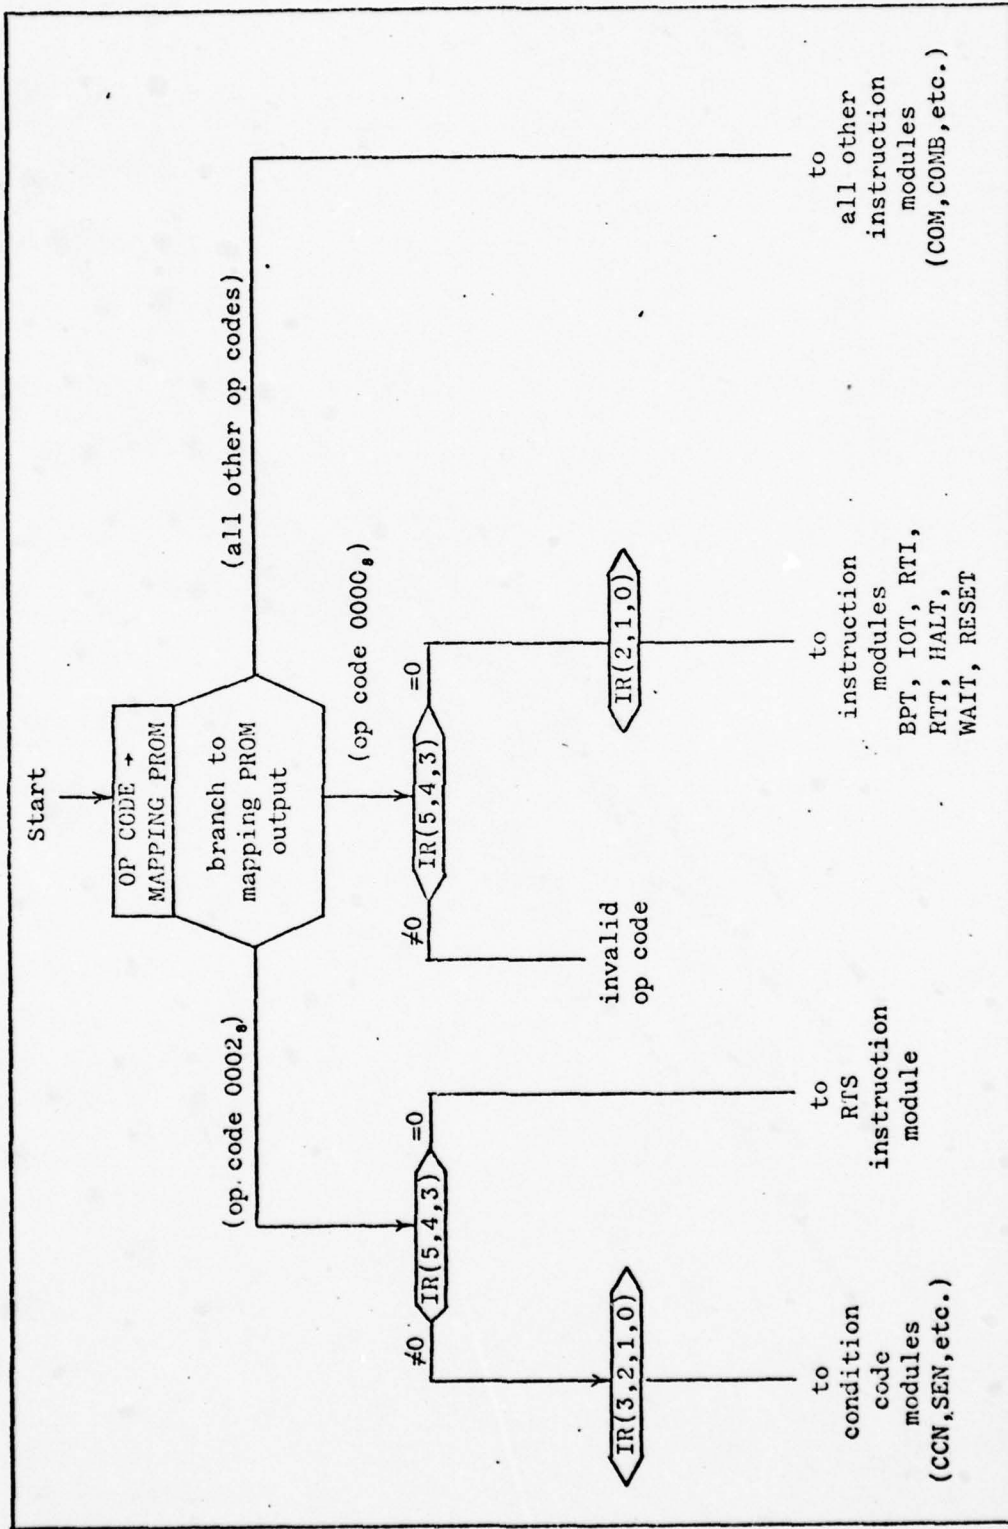 Start
OP CODE →
MAPPING PROM
branch to
mapping PROM
output
(op code 0002₈)
(op code 000C₈)
(all other op codes)
≠0
IR(5,4,3)
=0
≠0
IR(5,4,3)
=0
IR(3,2,1,0)
invalid
op code
IR(2,1,0)
to
condition
code
modules
(CCN,SEN,etc.)
to
RTS
instruction
module
to
instruction
modules
BPT, IOT, RTI,
RTT, HALT,
WAIT, RESET
to
all other
instruction
modules
(COM,COMB,etc.)